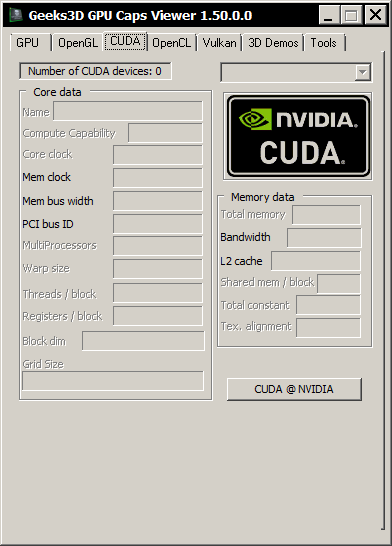 Geeks3D GPU Caps Viewer 1.50.0.0
GPU OpenGL CUDA OpenCL Vulkan 3D Demos Tools
Number of CUDA devices: 0
Core data
Name
Compute Capability
Core clock
Mem clock
Mem bus width
PCI bus ID
MultiProcessors
Warp size
Threads / block
Registers / block
Block dim
Grid Size
NVIDIA.
CUDA.
Memory data
Total memory
Bandwidth
L2 cache
Shared mem / block
Total constant
Tex. alignment
CUDA @ NVIDIA